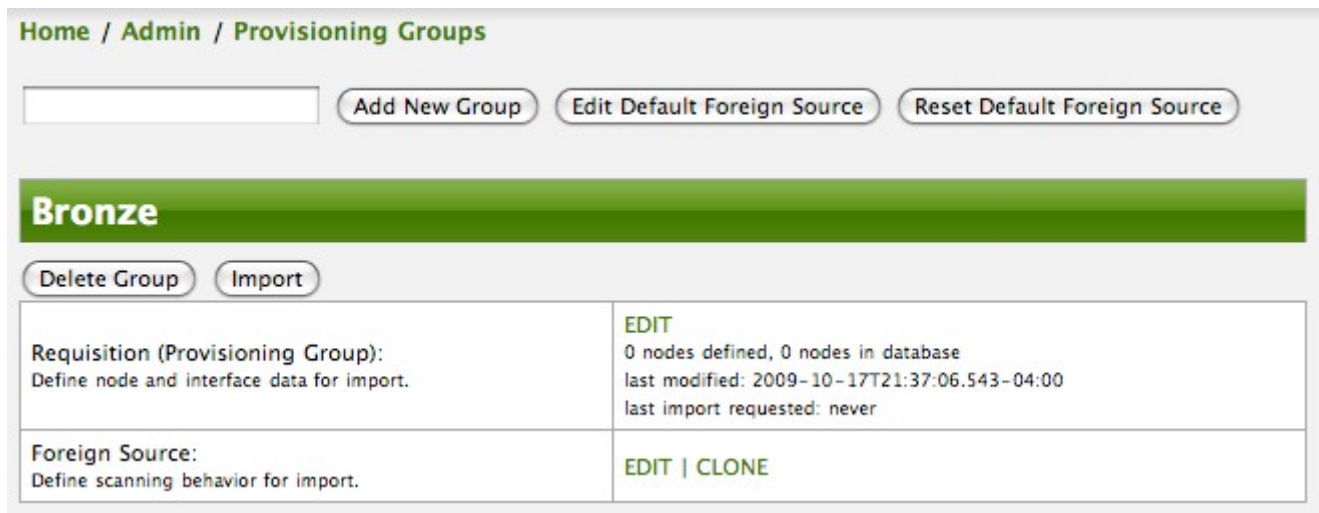 Home / Admin / Provisioning Groups
Add New Group Edit Default Foreign Source Reset Default Foreign Source
Bronze
Delete Group Import
Requisition (Provisioning Group):
Define node and interface data for import.
EDIT
0 nodes defined, 0 nodes in database
last modified: 2009-10-17T21:37:06.543-04:00
last import requested: never
Foreign Source:
Define scanning behavior for import.
EDIT | CLONE